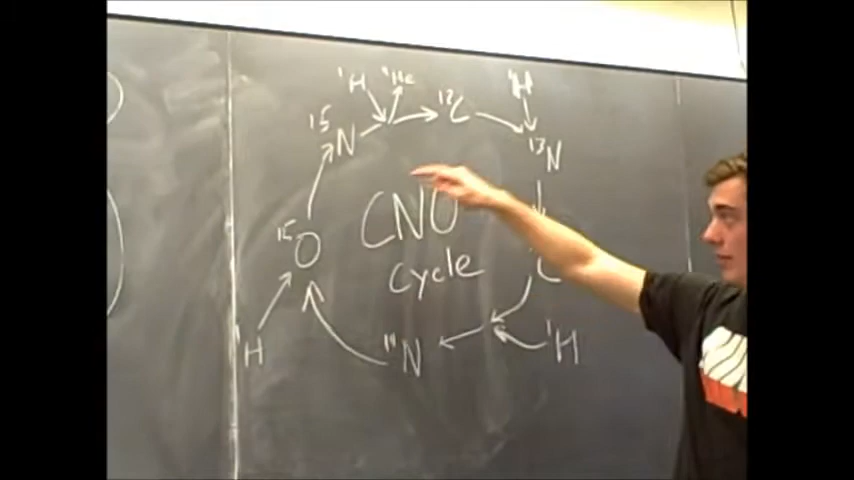 ¹H ⁴He
¹²C
¹H
¹⁵N
¹³N
CNO
¹⁵O
cycle
C
¹H
¹⁴N
¹H